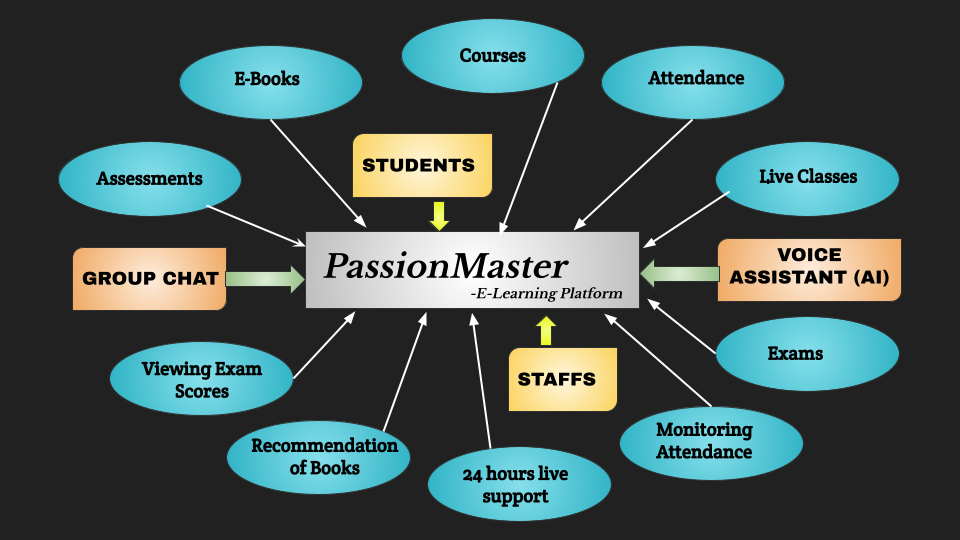 Courses
E-Books
Attendance
STUDENTS
Assessments
Live Classes
PassionMaster
-E-Learning Platform
GROUP CHAT
VOICE
ASSISTANT (AI)
Viewing Exam
Scores
STAFFS
Exams
Recommendation
of Books
24 hours live
support
Monitoring
Attendance